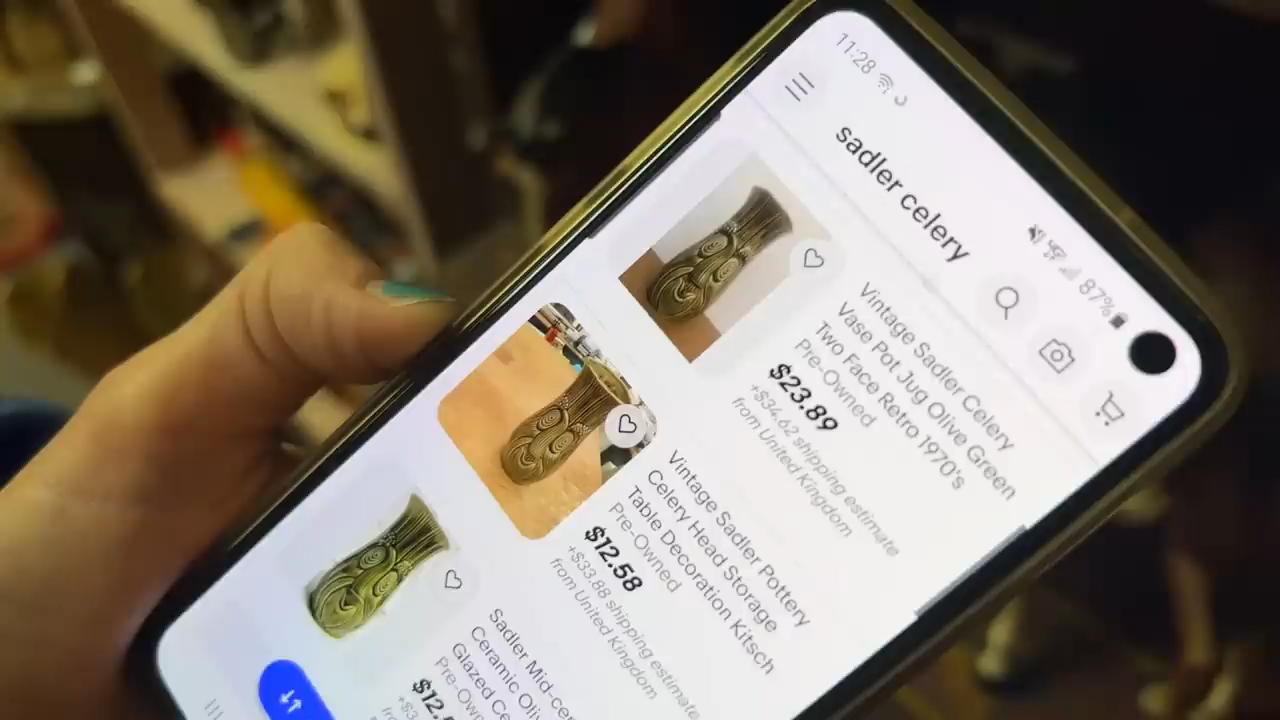 11:28
87%
sadler celery
Vintage Sadler Celery
Vase Pot Jug Olive Green
Two Face Retro 1970's
Pre-Owned
$23.89
+$34.62 shipping estimate
from United Kingdom
Vintage Sadler Pottery
Celery Head Storage
Table Decoration Kitsch
Pre-Owned
$12.58
+$33.88 shipping estimate
from United Kingdom
Sadler Mid-cen
Ceramic Oliv
Glazed Ce
Pre-Own
$12.